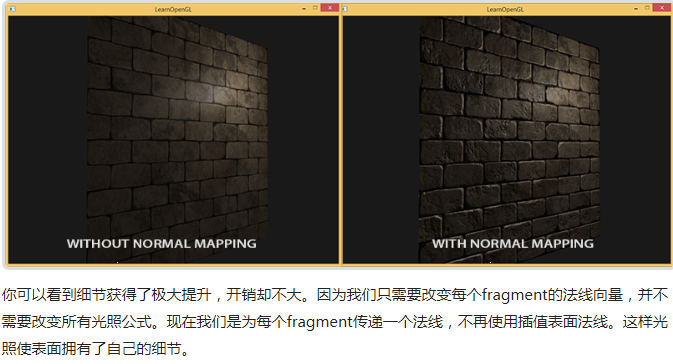 LearnOpenGL
LearnOpenGL
WITHOUT NORMAL MAPPING
WITH NORMAL MAPPING
你可以看到细节获得了极大提升，开销却不大。因为我们只需要改变每个fragment的法线向量，并不
需要改变所有光照公式。现在我们是为每个fragment传递一个法线，不再使用插值表面法线。这样光
照使表面拥有了自己的细节。